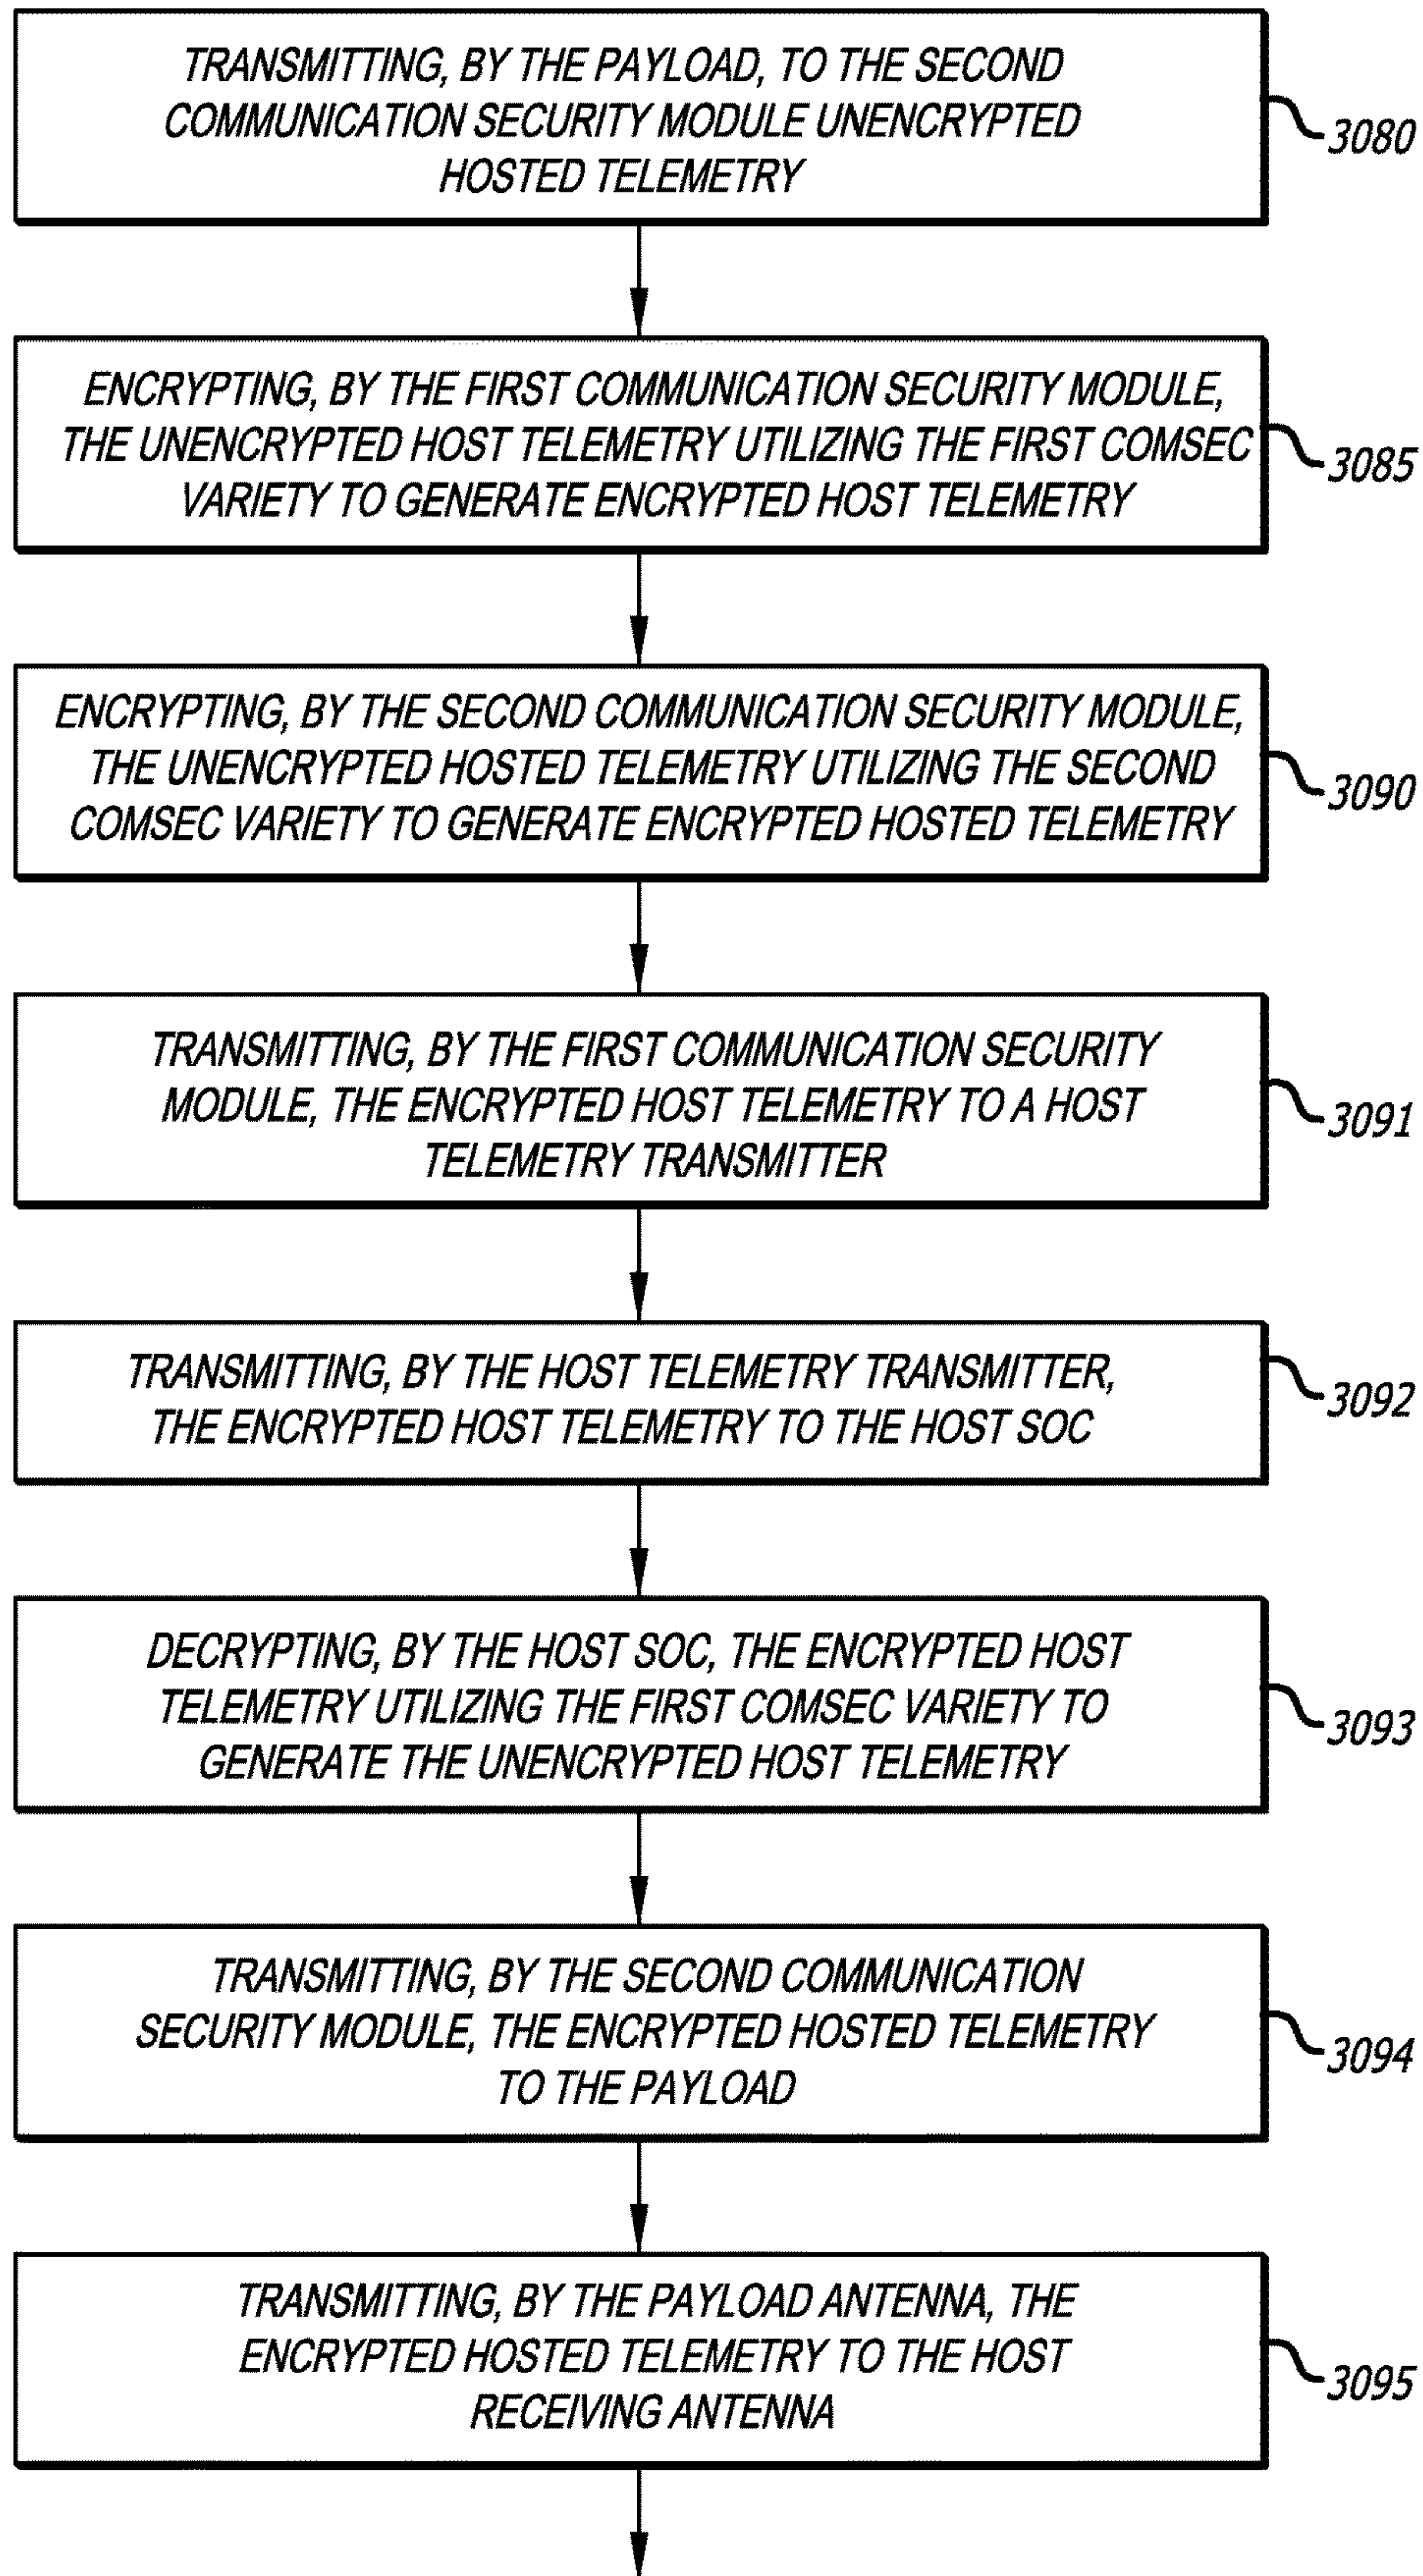 TRANSMITTING, BY THE PAYLOAD, TO THE SECOND
COMMUNICATION SECURITY MODULE UNENCRYPTED
HOSTED TELEMETRY
3080
ENCRYPTING, BY THE FIRST COMMUNICATION SECURITY MODULE,
THE UNENCRYPTED HOST TELEMETRY UTILIZING THE FIRST COMSEC
VARIETY TO GENERATE ENCRYPTED HOST TELEMETRY
3085
ENCRYPTING, BY THE SECOND COMMUNICATION SECURITY MODULE,
THE UNENCRYPTED HOSTED TELEMETRY UTILIZING THE SECOND
COMSEC VARIETY TO GENERATE ENCRYPTED HOSTED TELEMETRY
3090
TRANSMITTING, BY THE FIRST COMMUNICATION SECURITY
MODULE, THE ENCRYPTED HOST TELEMETRY TO A HOST
TELEMETRY TRANSMITTER
3091
TRANSMITTING, BY THE HOST TELEMETRY TRANSMITTER,
THE ENCRYPTED HOST TELEMETRY TO THE HOST SOC
3092
DECRYPTING, BY THE HOST SOC, THE ENCRYPTED HOST
TELEMETRY UTILIZING THE FIRST COMSEC VARIETY TO
GENERATE THE UNENCRYPTED HOST TELEMETRY
3093
TRANSMITTING, BY THE SECOND COMMUNICATION
SECURITY MODULE, THE ENCRYPTED HOSTED TELEMETRY
TO THE PAYLOAD
3094
TRANSMITTING, BY THE PAYLOAD ANTENNA, THE
ENCRYPTED HOSTED TELEMETRY TO THE HOST
RECEIVING ANTENNA
3095